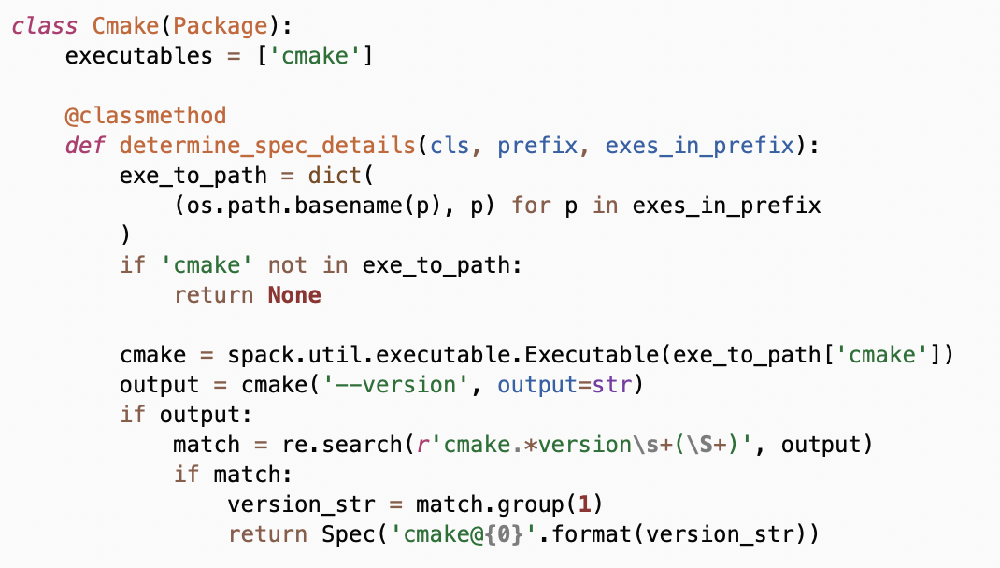 class Cmake(Package):
    executables = ['cmake']

    @classmethod
    def determine_spec_details(cls, prefix, exes_in_prefix):
        exe_to_path = dict(
            (os.path.basename(p), p) for p in exes_in_prefix
        )
        if 'cmake' not in exe_to_path:
            return None

        cmake = spack.util.executable.Executable(exe_to_path['cmake'])
        output = cmake('--version', output=str)
        if output:
            match = re.search(r'cmake.*version\s+(\S+)', output)
            if match:
                version_str = match.group(1)
                return Spec('cmake@{0}'.format(version_str))